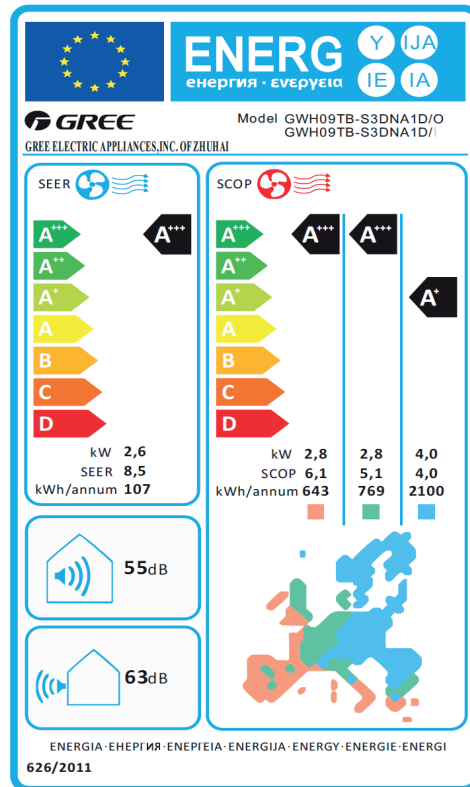 ENERG
енергия · ενεργεια
Y IJA
IE IA
GREE
Model GWH09TB-S3DNA1D/O
GWH09TB-S3DNA1D/I
GREE ELECTRIC APPLIANCES,INC. OF ZHUHAI
SEER
A+++ A+++
A++
A+
A
B
C
D
kW 2,6
SEER 8,5
kWh/annum 107
SCOP
A+++ A+++ A+++
A++
A+ A+
A
B
C
D
kW 2,8 2,8 4,0
SCOP 6,1 5,1 4,0
kWh/annum 643 769 2100
55dB
63dB
ENERGIA·ЕНЕРГИЯ·ΕΝΕΡΓΕΙΑ·ENERGIJA·ENERGY·ENERGIE·ENERGI
626/2011